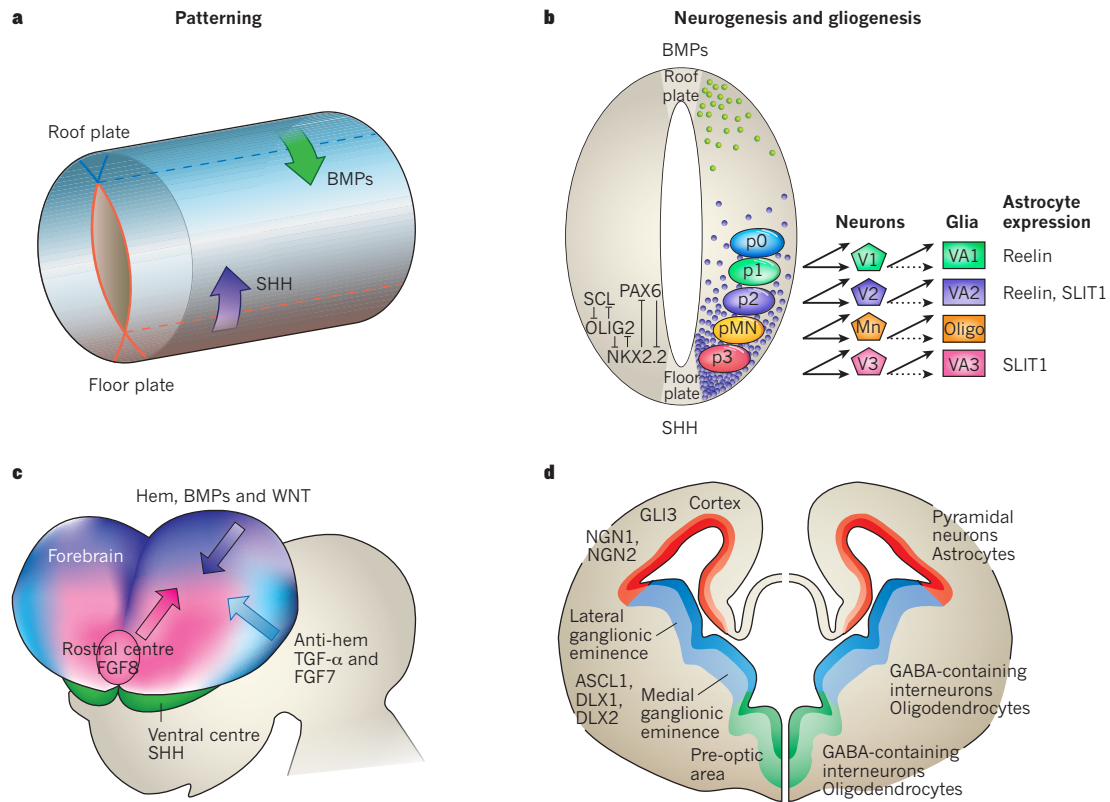 a
Patterning
Roof plate
BMPs
SHH
Floor plate
b
Neurogenesis and gliogenesis
BMPs
Roof
plate
p0
p1
p2
pMN
p3
PAX6
SCL
OLIG2
NKX2.2
Floor
plate
SHH
Neurons
Glia
Astrocyte
expression
V1
VA1
Reelin
V2
VA2
Reelin, SLIT1
Mn
Oligo
V3
VA3
SLIT1
c
Hem, BMPs and WNT
Forebrain
Rostral centre
FGF8
Anti-hem
TGF-α and
FGF7
Ventral centre
SHH
d
Cortex
GLI3
NGN1,
NGN2
Lateral
ganglionic
eminence
ASCL1,
DLX1,
DLX2
Medial
ganglionic
eminence
Pre-optic
area
Pyramidal
neurons
Astrocytes
GABA-containing
interneurons
Oligodendrocytes
GABA-containing
interneurons
Oligodendrocytes